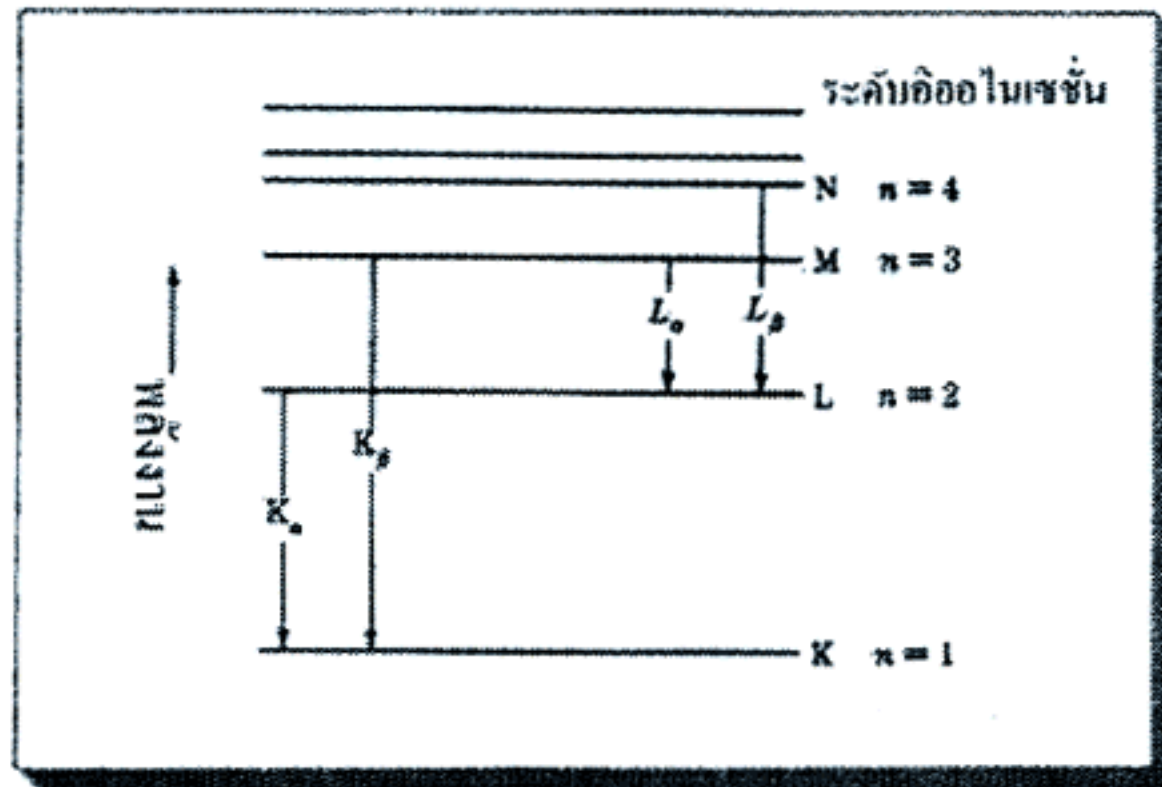 ระดับอิออไนเซชั่น
N n = 4
M n = 3
L n = 2
K n = 1
Lα
Lβ
Kβ
Kα
พลังงาน